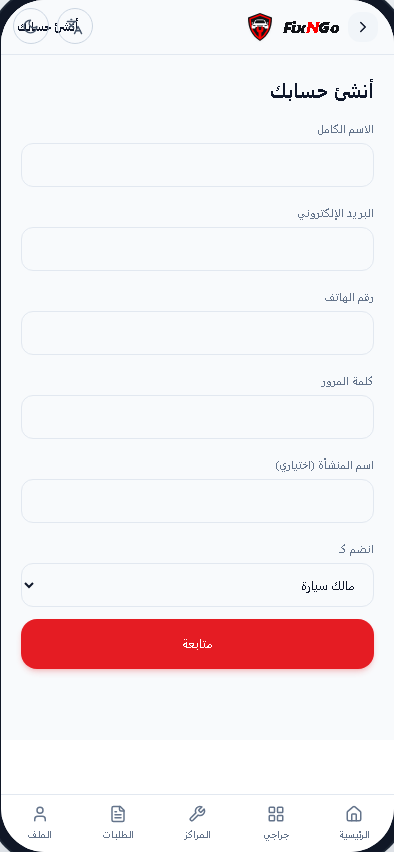 FixNGo
أنشئ حسابك
أنشئ حسابك
الاسم الكامل
البريد الإلكتروني
رقم الهاتف
كلمة المرور
اسم المنشأة (اختياري)
انضم كـ
مالك سيارة
متابعة
الرئيسية
جراجي
المراكز
الطلبات
الملف